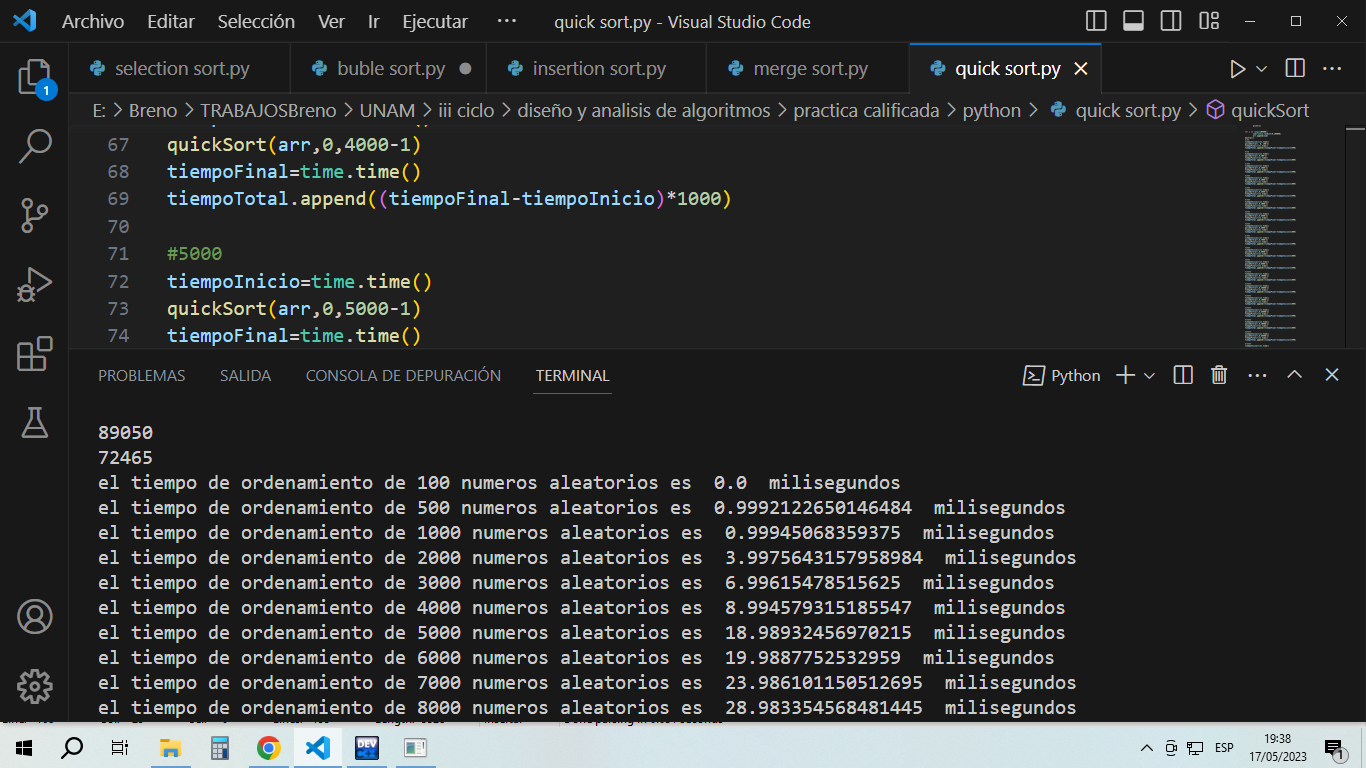 Archivo Editar Selección Ver Ir Ejecutar ··· quick sort.py - Visual Studio Code
selection sort.py buble sort.py insertion sort.py merge sort.py quick sort.py
E: > Breno > TRABAJOSBreno > UNAM > iii ciclo > diseño y analisis de algoritmos > practica calificada > python > quick sort.py > quickSort
1
67 quickSort(arr,0,4000-1)
68 tiempoFinal=time.time()
69 tiempoTotal.append((tiempoFinal-tiempoInicio)*1000)
70
71 #5000
72 tiempoInicio=time.time()
73 quickSort(arr,0,5000-1)
74 tiempoFinal=time.time()
PROBLEMAS SALIDA CONSOLA DE DEPURACIÓN TERMINAL Python
89050
72465
el tiempo de ordenamiento de 100 numeros aleatorios es  0.0  milisegundos
el tiempo de ordenamiento de 500 numeros aleatorios es  0.9992122650146484  milisegundos
el tiempo de ordenamiento de 1000 numeros aleatorios es  0.99945068359375  milisegundos
el tiempo de ordenamiento de 2000 numeros aleatorios es  3.9975643157958984  milisegundos
el tiempo de ordenamiento de 3000 numeros aleatorios es  6.99615478515625  milisegundos
el tiempo de ordenamiento de 4000 numeros aleatorios es  8.994579315185547  milisegundos
el tiempo de ordenamiento de 5000 numeros aleatorios es  18.98932456970215  milisegundos
el tiempo de ordenamiento de 6000 numeros aleatorios es  19.9887752532959  milisegundos
el tiempo de ordenamiento de 7000 numeros aleatorios es  23.986101150512695  milisegundos
el tiempo de ordenamiento de 8000 numeros aleatorios es  28.983354568481445  milisegundos
DEV
ESP
19:38
17/05/2023
1